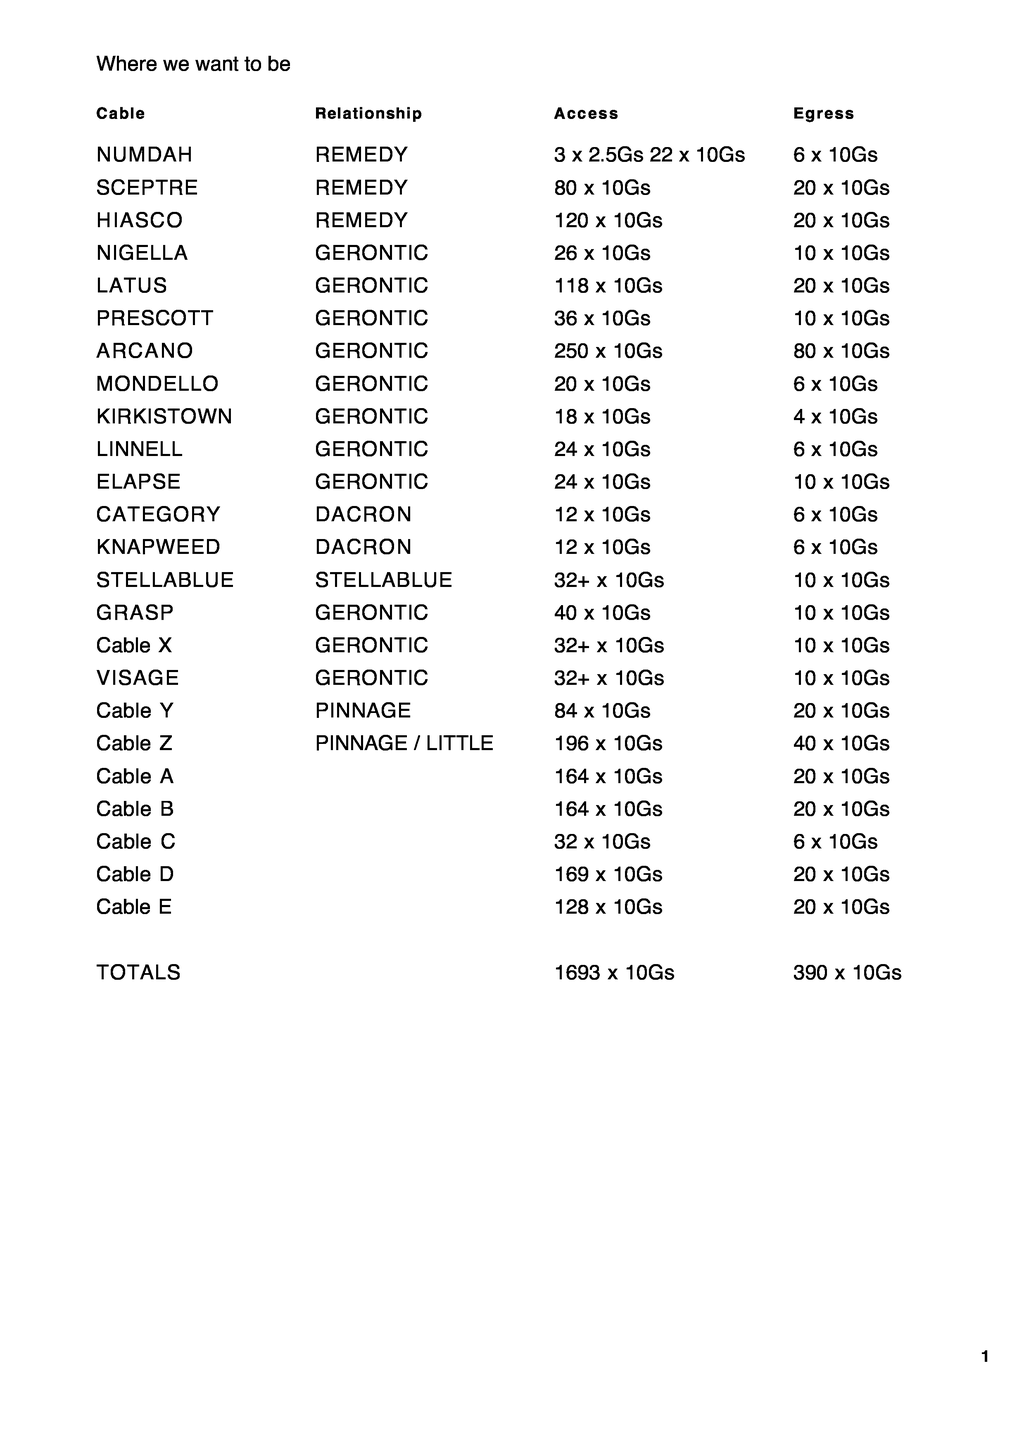 Where we want to be
Cable Relationship Access Egress
NUMDAH REMEDY 3 x 2.5Gs 22 x 10Gs 6 x 10Gs
SCEPTRE REMEDY 80 x 10Gs 20 x 10Gs
HIASCO REMEDY 120 x 10Gs 20 x 10Gs
NIGELLA GERONTIC 26 x 10Gs 10 x 10Gs
LATUS GERONTIC 118 x 10Gs 20 x 10Gs
PRESCOTT GERONTIC 36 x 10Gs 10 x 10Gs
ARCANO GERONTIC 250 x 10Gs 80 x 10Gs
MONDELLO GERONTIC 20 x 10Gs 6 x 10Gs
KIRKISTOWN GERONTIC 18 x 10Gs 4 x 10Gs
LINNELL GERONTIC 24 x 10Gs 6 x 10Gs
ELAPSE GERONTIC 24 x 10Gs 10 x 10Gs
CATEGORY DACRON 12 x 10Gs 6 x 10Gs
KNAPWEED DACRON 12 x 10Gs 6 x 10Gs
STELLABLUE STELLABLUE 32+ x 10Gs 10 x 10Gs
GRASP GERONTIC 40 x 10Gs 10 x 10Gs
Cable X GERONTIC 32+ x 10Gs 10 x 10Gs
VISAGE GERONTIC 32+ x 10Gs 10 x 10Gs
Cable Y PINNAGE 84 x 10Gs 20 x 10Gs
Cable Z PINNAGE / LITTLE 196 x 10Gs 40 x 10Gs
Cable A 164 x 10Gs 20 x 10Gs
Cable B 164 x 10Gs 20 x 10Gs
Cable C 32 x 10Gs 6 x 10Gs
Cable D 169 x 10Gs 20 x 10Gs
Cable E 128 x 10Gs 20 x 10Gs
TOTALS 1693 x 10Gs 390 x 10Gs
1